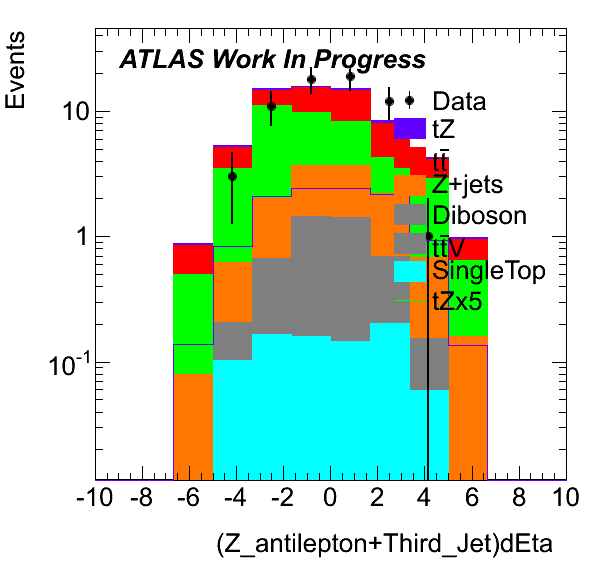 Events
ATLAS Work In Progress
Data
tZ
tt̄
Z+jets
Diboson
tt̄V
SingleTop
tZx5
10
1
10⁻¹
-10 -8 -6 -4 -2 0 2 4 6 8 10
(Z_antilepton+Third_Jet)dEta